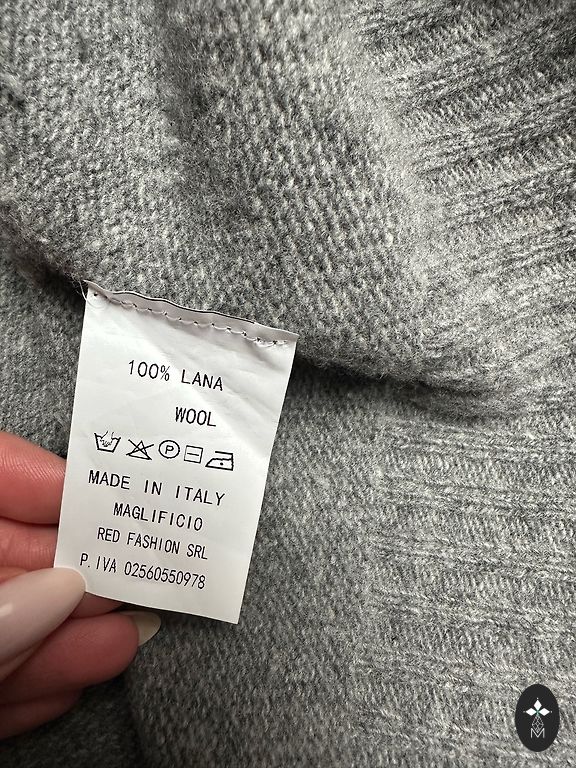 100% LANA
WOOL
P
MADE IN ITALY
MAGLIFICIO
RED FASHION SRL
P.IVA 02560550978
M